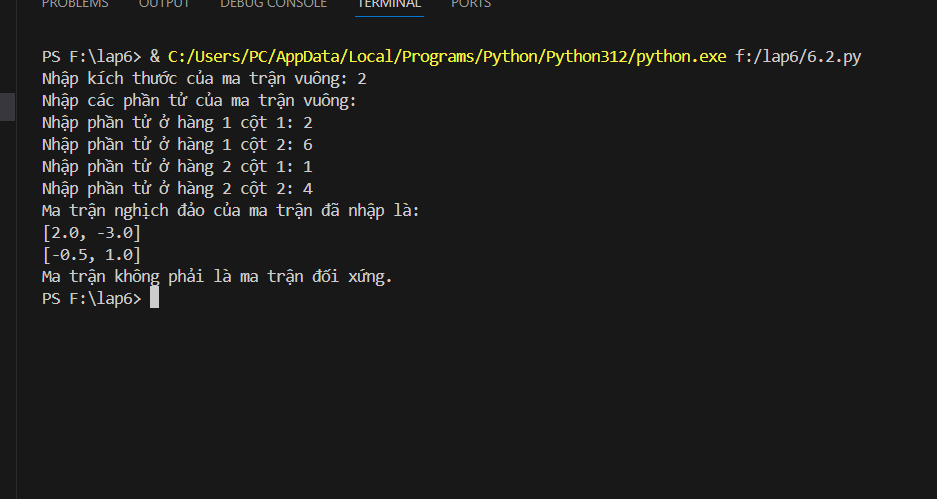 PROBLEMS OUTPUT DEBUG CONSOLE TERMINAL PORTS
PS F:\lap6> & C:/Users/PC/AppData/Local/Programs/Python/Python312/python.exe f:/lap6/6.2.py
Nhập kích thước của ma trận vuông: 2
Nhập các phần tử của ma trận vuông:
Nhập phần tử ở hàng 1 cột 1: 2
Nhập phần tử ở hàng 1 cột 2: 6
Nhập phần tử ở hàng 2 cột 1: 1
Nhập phần tử ở hàng 2 cột 2: 4
Ma trận nghịch đảo của ma trận đã nhập là:
[2.0, -3.0]
[-0.5, 1.0]
Ma trận không phải là ma trận đối xứng.
PS F:\lap6>